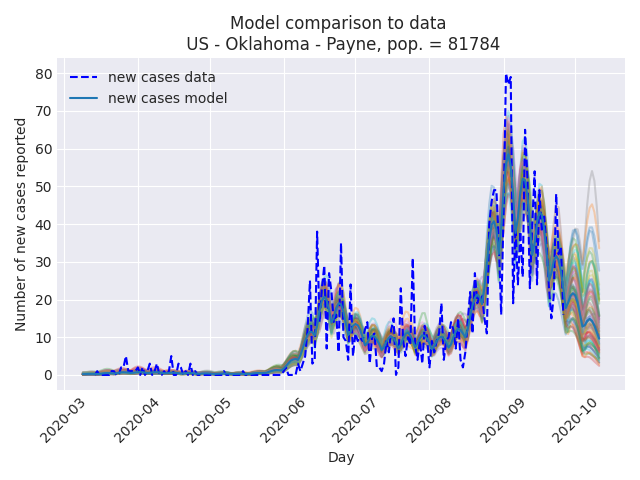 Model comparison to data
US - Oklahoma - Payne, pop. = 81784
new cases data
new cases model
Number of new cases reported
80
70
60
50
40
30
20
10
0
2020-03
2020-04
2020-05
2020-06
2020-07
2020-08
2020-09
2020-10
Day